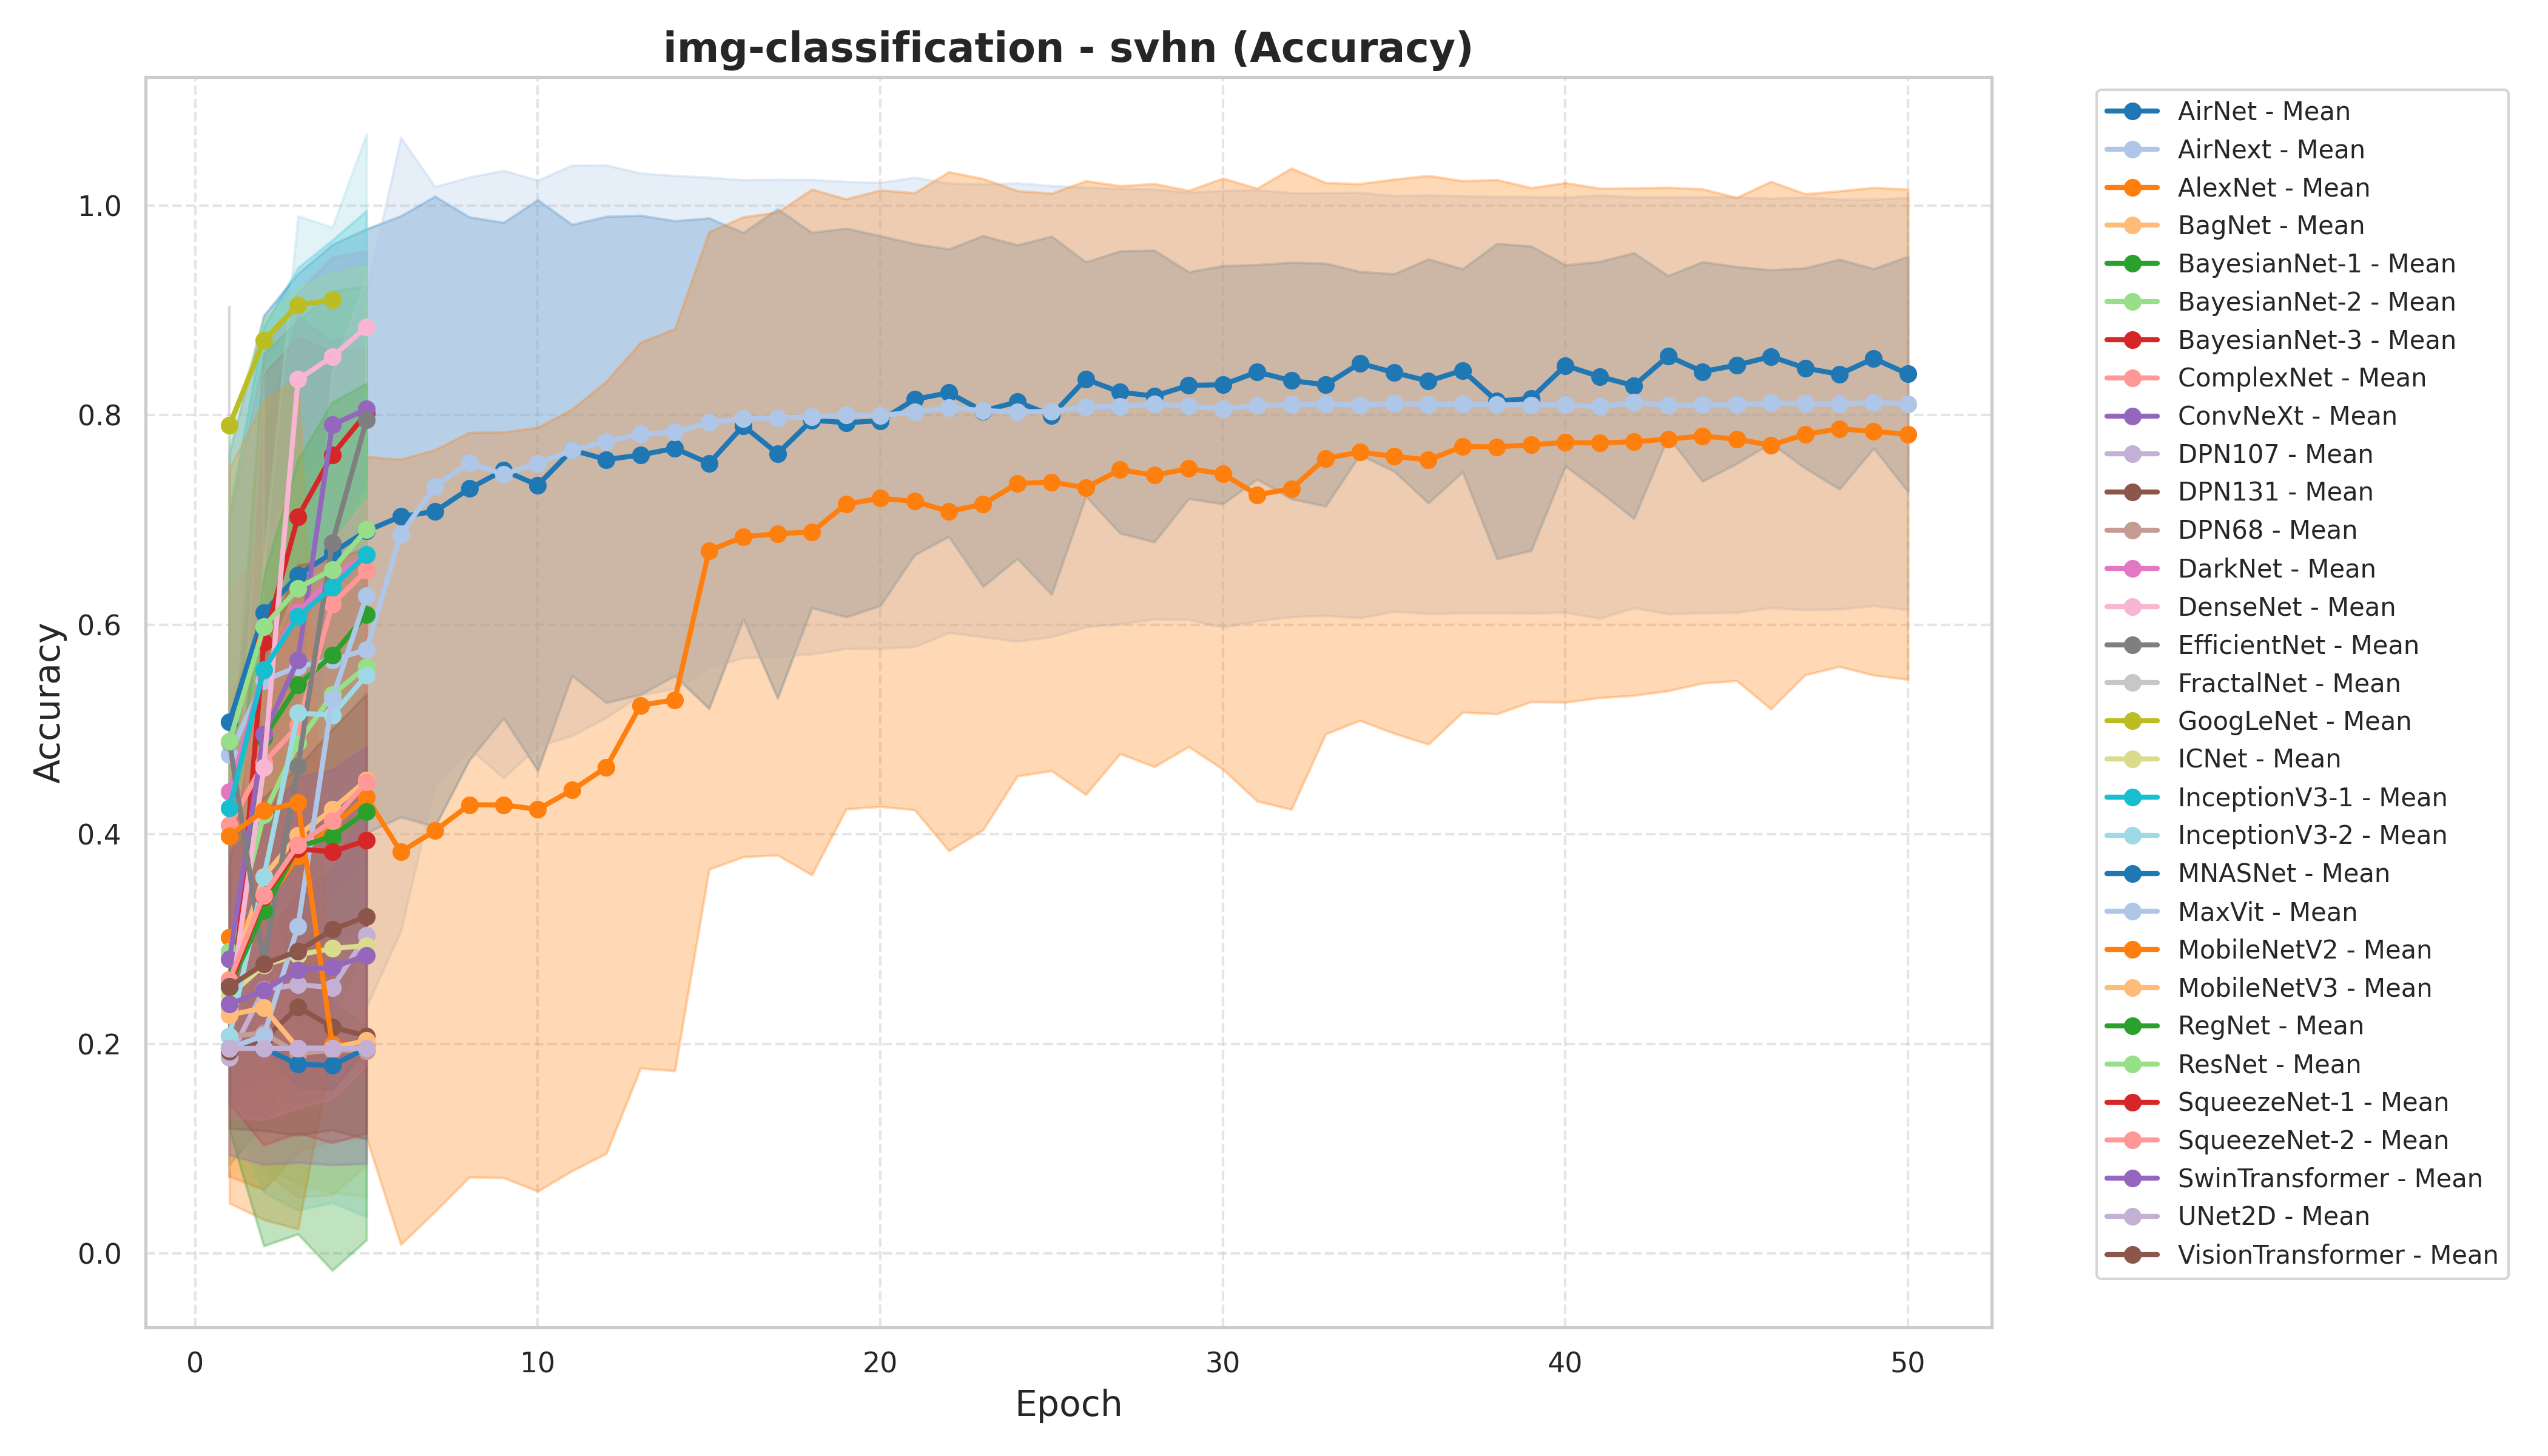 img-classification - svhn (Accuracy)
Accuracy
1.0
0.8
0.6
0.4
0.2
0.0
0
10
20
30
40
50
Epoch
AirNet - Mean
AirNext - Mean
AlexNet - Mean
BagNet - Mean
BayesianNet-1 - Mean
BayesianNet-2 - Mean
BayesianNet-3 - Mean
ComplexNet - Mean
ConvNeXt - Mean
DPN107 - Mean
DPN131 - Mean
DPN68 - Mean
DarkNet - Mean
DenseNet - Mean
EfficientNet - Mean
FractalNet - Mean
GoogLeNet - Mean
ICNet - Mean
InceptionV3-1 - Mean
InceptionV3-2 - Mean
MNASNet - Mean
MaxVit - Mean
MobileNetV2 - Mean
MobileNetV3 - Mean
RegNet - Mean
ResNet - Mean
SqueezeNet-1 - Mean
SqueezeNet-2 - Mean
SwinTransformer - Mean
UNet2D - Mean
VisionTransformer - Mean